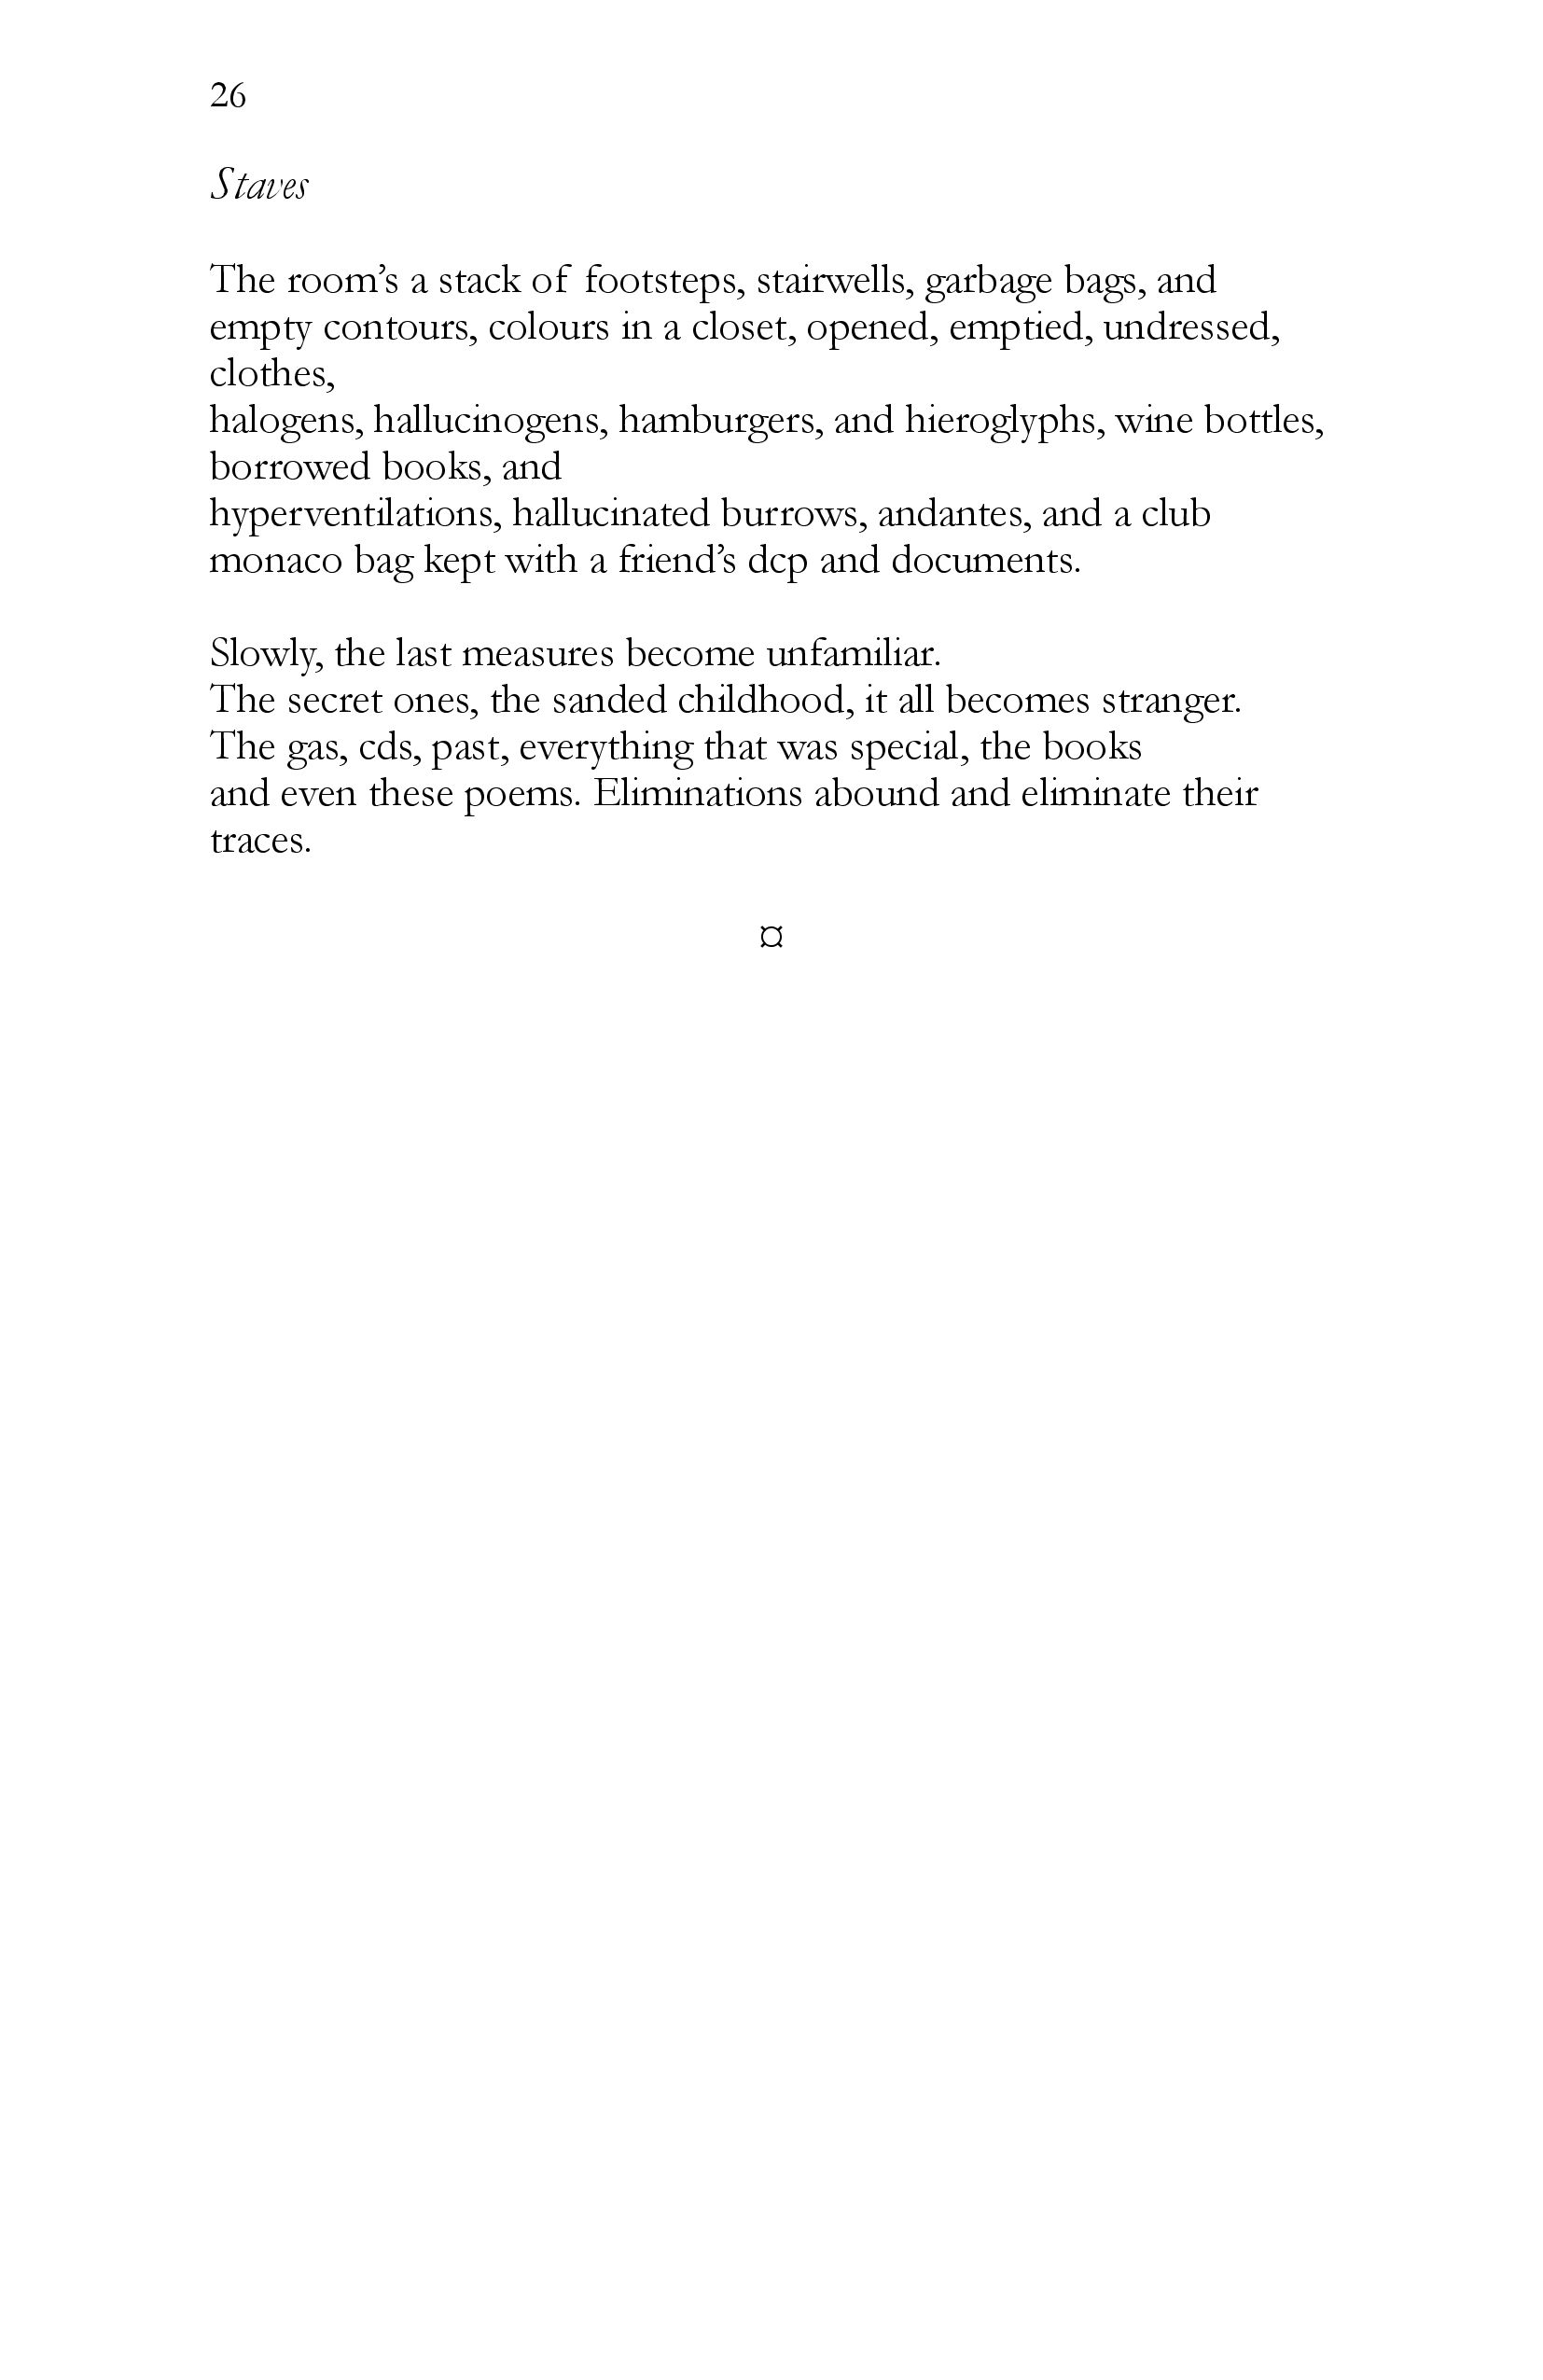 26
Staves
The room’s a stack of footsteps, stairwells, garbage bags, and
empty contours, colours in a closet, opened, emptied, undressed,
clothes,
halogens, hallucinogens, hamburgers, and hieroglyphs, wine bottles,
borrowed books, and
hyperventilations, hallucinated burrows, andantes, and a club
monaco bag kept with a friend’s dcp and documents.
Slowly, the last measures become unfamiliar.
The secret ones, the sanded childhood, it all becomes stranger.
The gas, cds, past, everything that was special, the books
and even these poems. Eliminations abound and eliminate their
traces.
¤